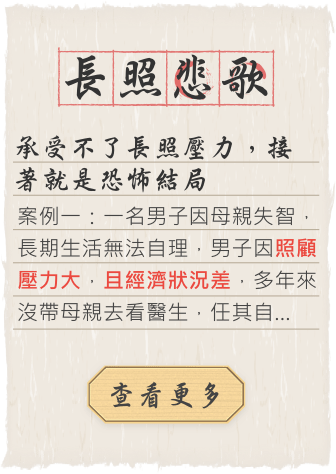 長照悲歌
承受不了長照壓力，接
著就是恐怖結局
案例一：一名男子因母親失智，
長期生活無法自理，男子因照顧
壓力大，且經濟狀況差，多年來
沒帶母親去看醫生，任其自...
查看更多